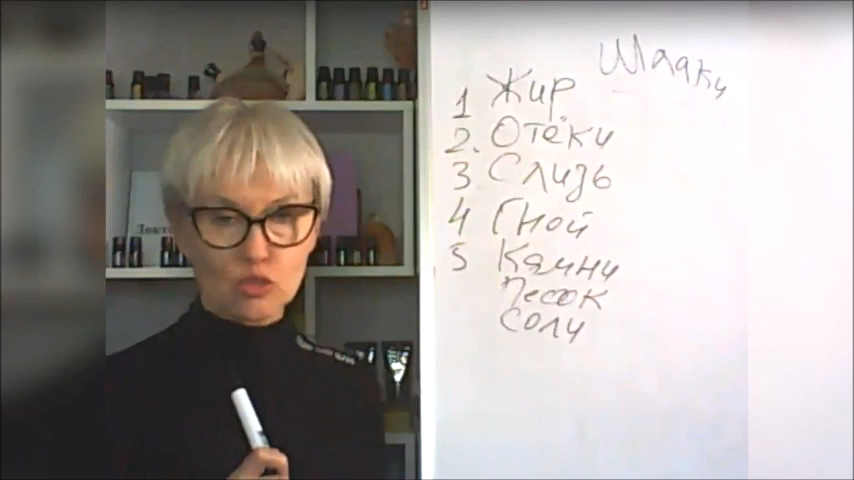 Шлаки
1 Жир
2. Отёки
3 Слизь
4 Гной
5 Камни
Песок
Соли